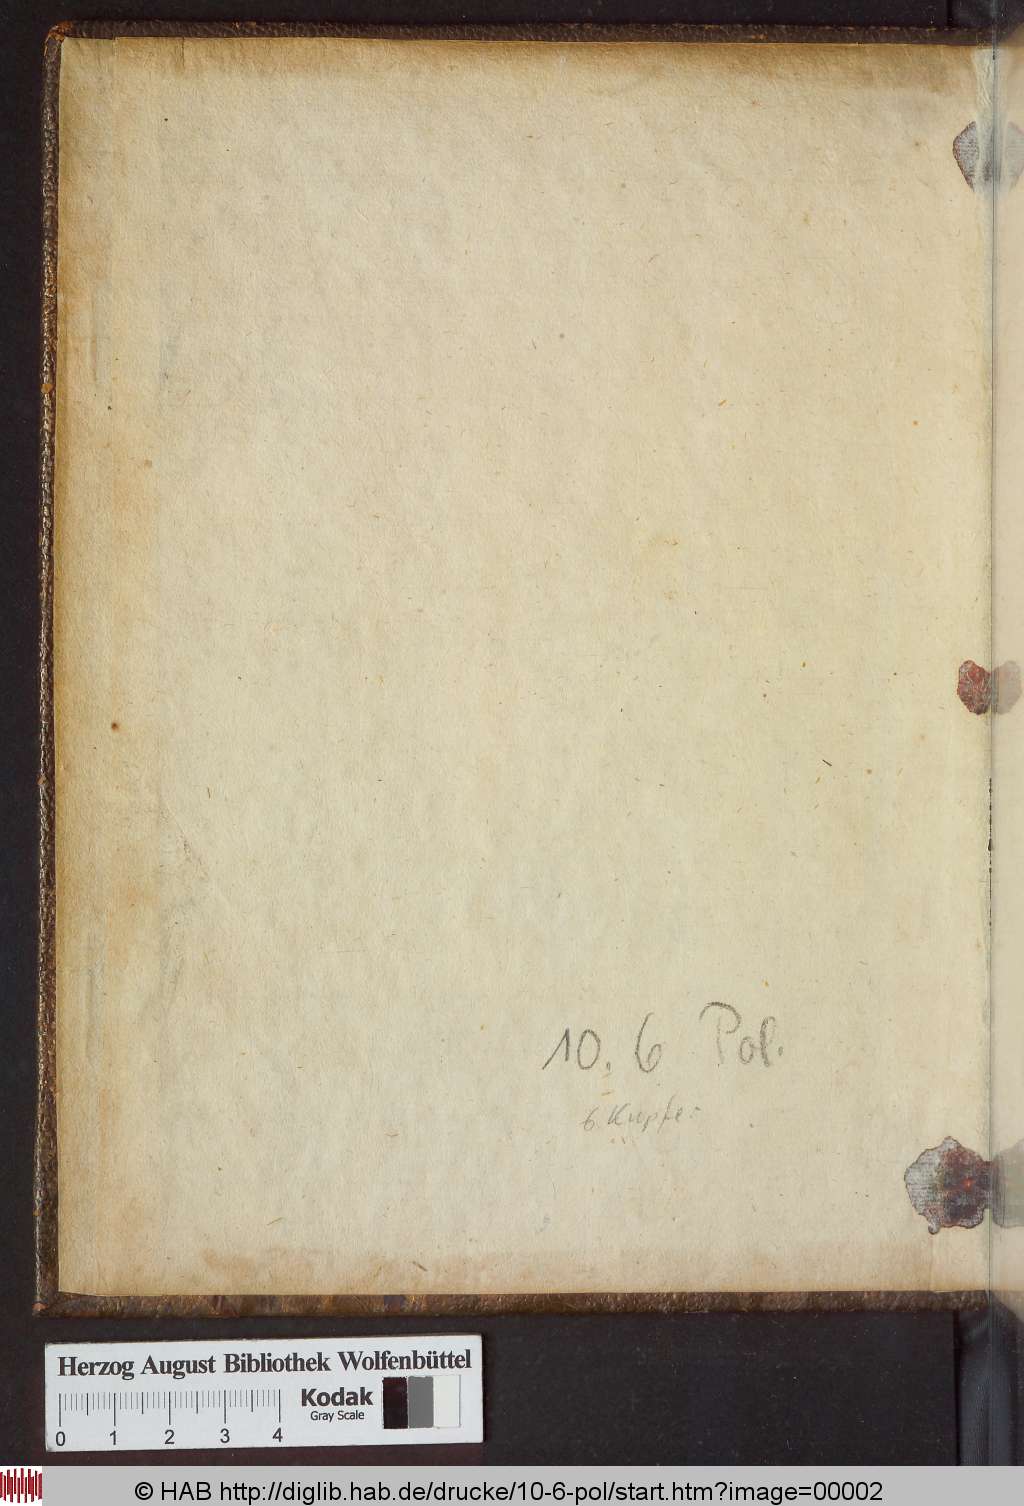 10. 6 Pol.
6 Kupfer
Herzog August Bibliothek Wolfenbüttel
Kodak
Gray Scale
0 1 2 3 4
© HAB http://diglib.hab.de/drucke/10-6-pol/start.htm?image=00002